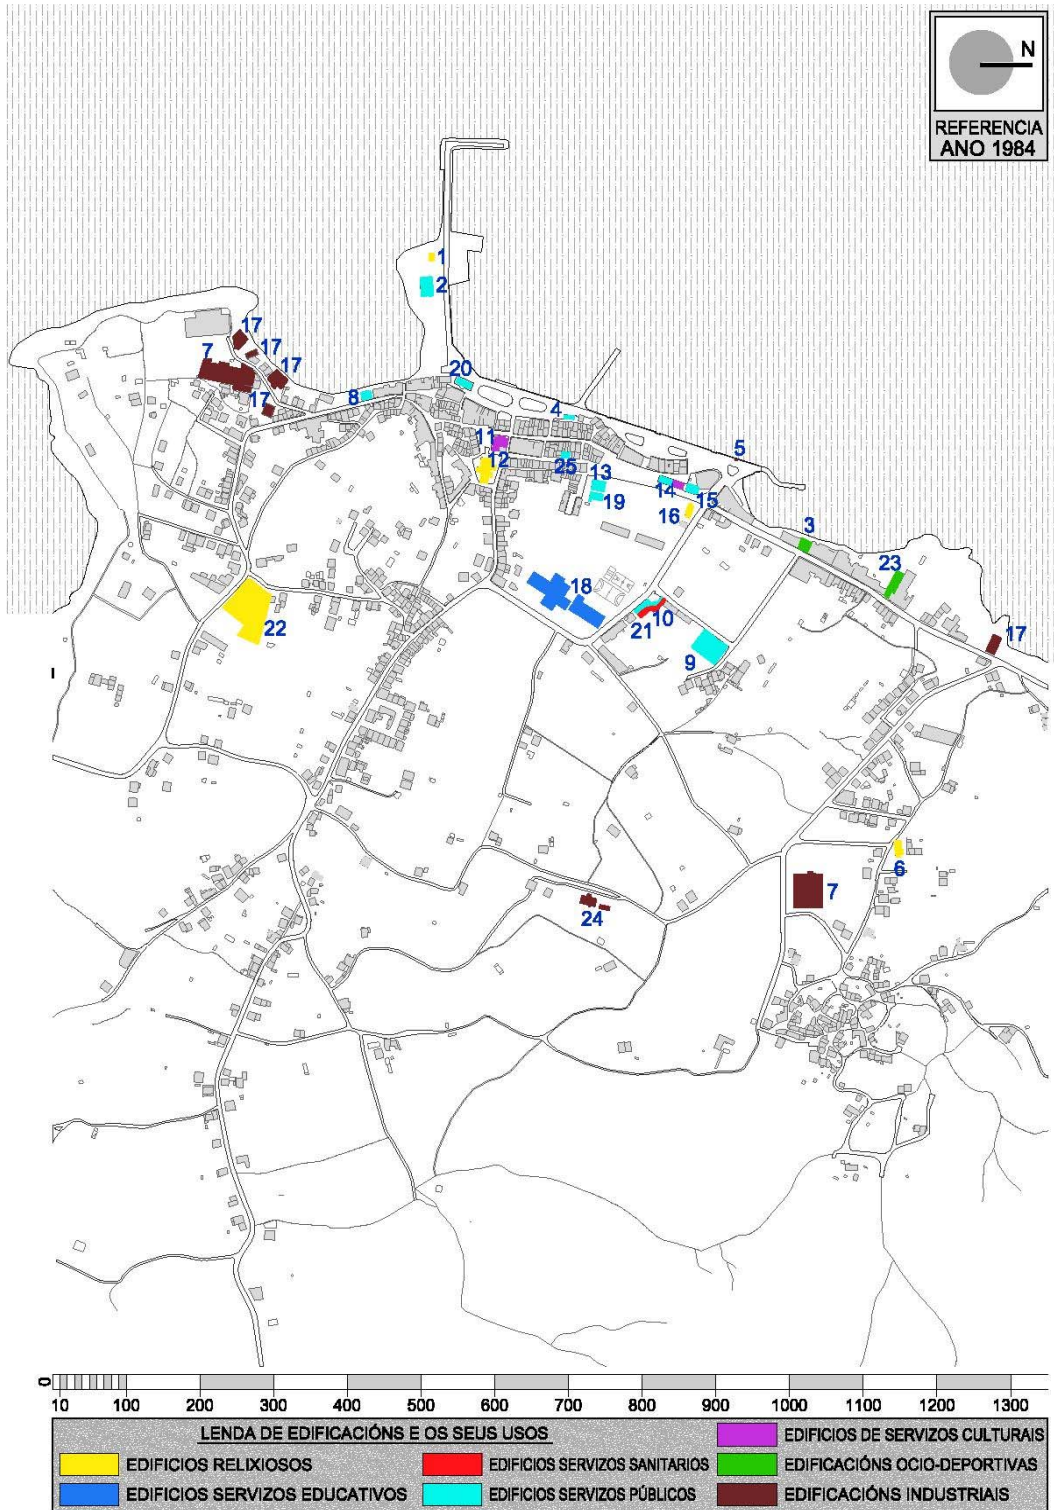 N
REFERENCIA
ANO 1984
1
2
17
17
7
17
17
8
20
4
5
11
12
25
13
19
14
15
16
3
23
18
10
21
9
17
22
6
7
24
0
10 100 200 300 400 500 600 700 800 900 1000 1100 1200 1300
LENDA DE EDIFICACIÓNS E OS SEUS USOS
EDIFICIOS DE SERVIZOS CULTURAIS
EDIFICIOS RELIXIOSOS
EDIFICIOS SERVIZOS SANITARIOS
EDIFICACIÓNS OCIO-DEPORTIVAS
EDIFICIOS SERVIZOS EDUCATIVOS
EDIFICIOS SERVIZOS PÚBLICOS
EDIFICACIÓNS INDUSTRIAIS